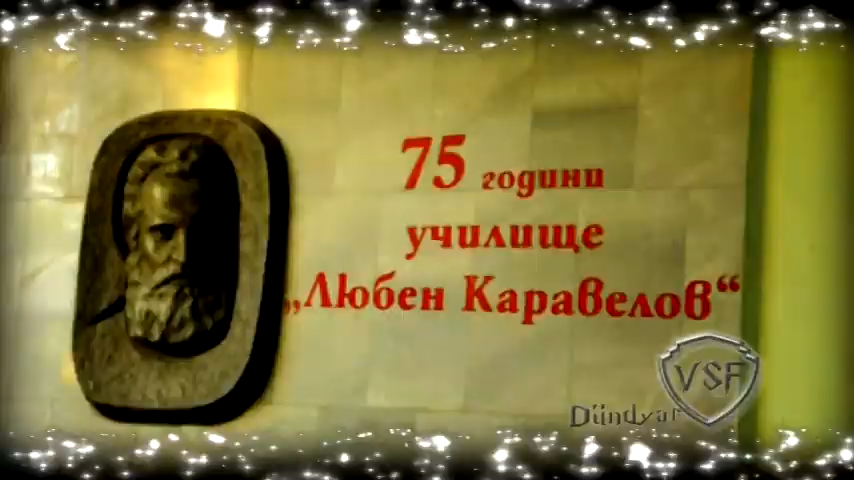 75 години
училище
„Любен Каравелов“
VSF
Dündyar